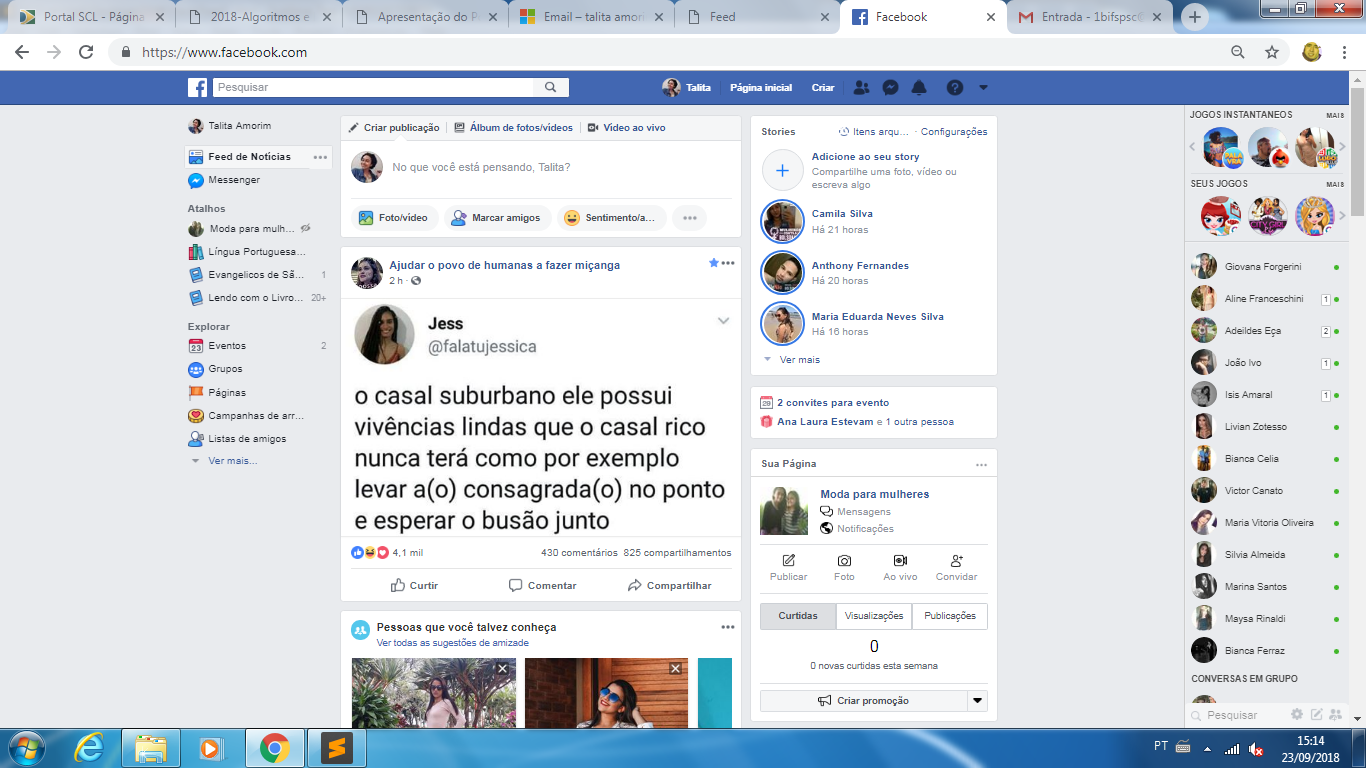 Portal SCL - Página
2018-Algoritmos e
Apresentação do P
Email – talita amo
Feed
Facebook
Entrada - 1bifspsc
https://www.facebook.com
Pesquisar
Talita
Página inicial
Criar
Talita Amorim
Feed de Notícias
Messenger
Atalhos
Moda para mulh...
Língua Portuguesa...
Evangelicos de Sã... 1
Lendo com o Livro... 20+
Explorar
23
Eventos 2
Grupos
Páginas
Campanhas de arr...
Listas de amigos
Ver mais...
Criar publicação
Álbum de fotos/vídeos
Vídeo ao vivo
No que você está pensando, Talita?
Foto/vídeo
Marcar amigos
Sentimento/a...
Ajudar o povo de humanas a fazer miçanga
2 h ·
Jess
@falatujessica
o casal suburbano ele possui
vivências lindas que o casal rico
nunca terá como por exemplo
levar a(o) consagrada(o) no ponto
e esperar o busão junto
4,1 mil
430 comentários 825 compartilhamentos
Curtir
Comentar
Compartilhar
Pessoas que você talvez conheça
Ver todas as sugestões de amizade
Stories
Itens arqu... · Configurações
Adicione ao seu story
Compartilhe uma foto, vídeo ou
escreva algo
Camila Silva
Há 21 horas
Anthony Fernandes
Há 20 horas
Maria Eduarda Neves Silva
Há 16 horas
Ver mais
2 convites para evento
Ana Laura Estevam e 1 outra pessoa
Sua Página
Moda para mulheres
Mensagens
Notificações
Publicar
Foto
Ao vivo
Convidar
Curtidas
Visualizações
Publicações
0
0 novas curtidas esta semana
Criar promoção
JOGOS INSTANTÂNEOS MAIS
SEUS JOGOS MAIS
Giovana Forgerini
Aline Franceschini 1
Adeildes Eça 2
João Ivo 1
Isis Amaral 1
Livian Zotesso
Bianca Celia
Victor Canato
Maria Vitoria Oliveira
Silvia Almeida
Marina Santos
Maysa Rinaldi
Bianca Ferraz
CONVERSAS EM GRUPO
Pesquisar
PT
15:14
23/09/2018